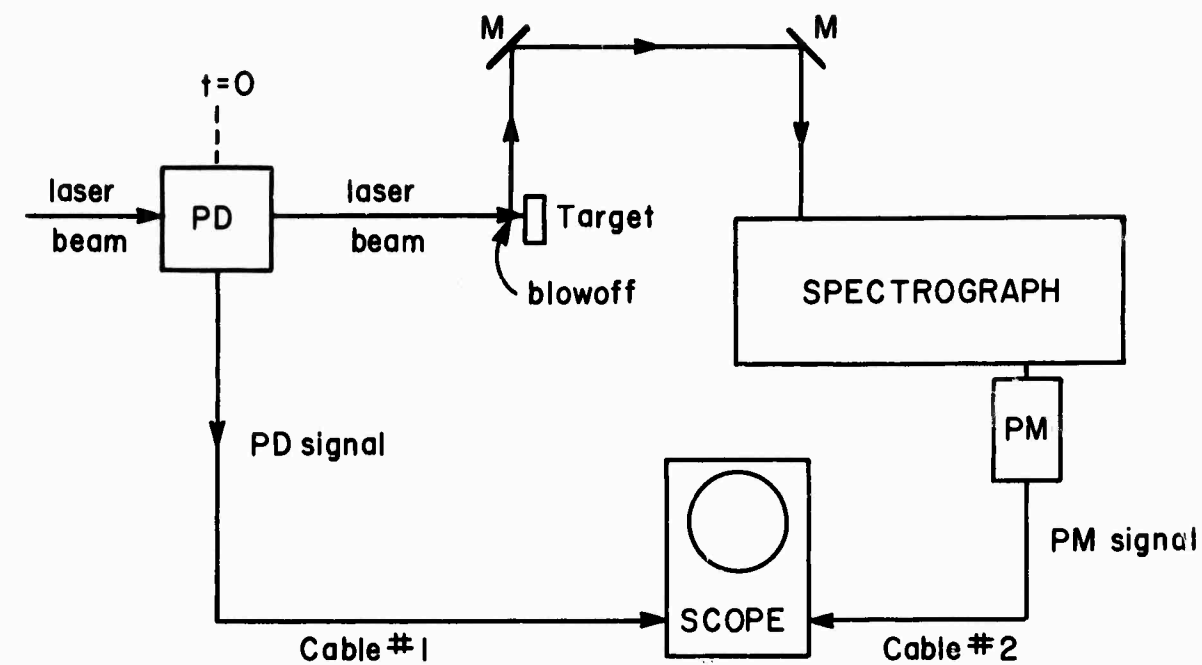 M
M
t=0
laser
beam
PD
laser
beam
Target
blowoff
SPECTROGRAPH
PM
PD signal
PM signal
SCOPE
Cable #1
Cable #2